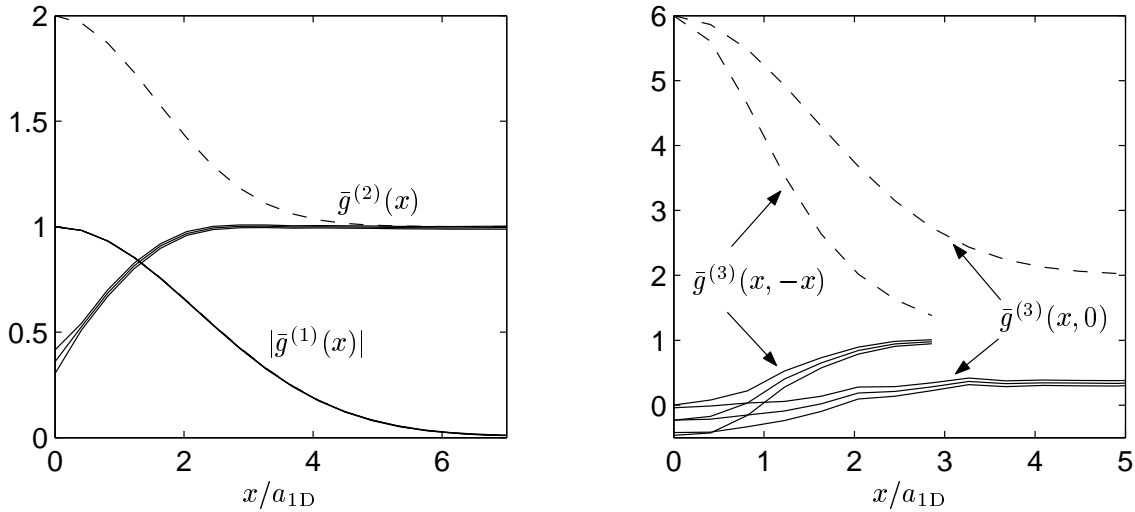 2
1.5
1
0.5
0
0 2 4 6
x/a_{1D}
\bar{g}^{(2)}(x)
|\bar{g}^{(1)}(x)|
6
5
4
3
2
1
0
0 1 2 3 4 5
x/a_{1D}
\bar{g}^{(3)}(x, −x)
\bar{g}^{(3)}(x, 0)